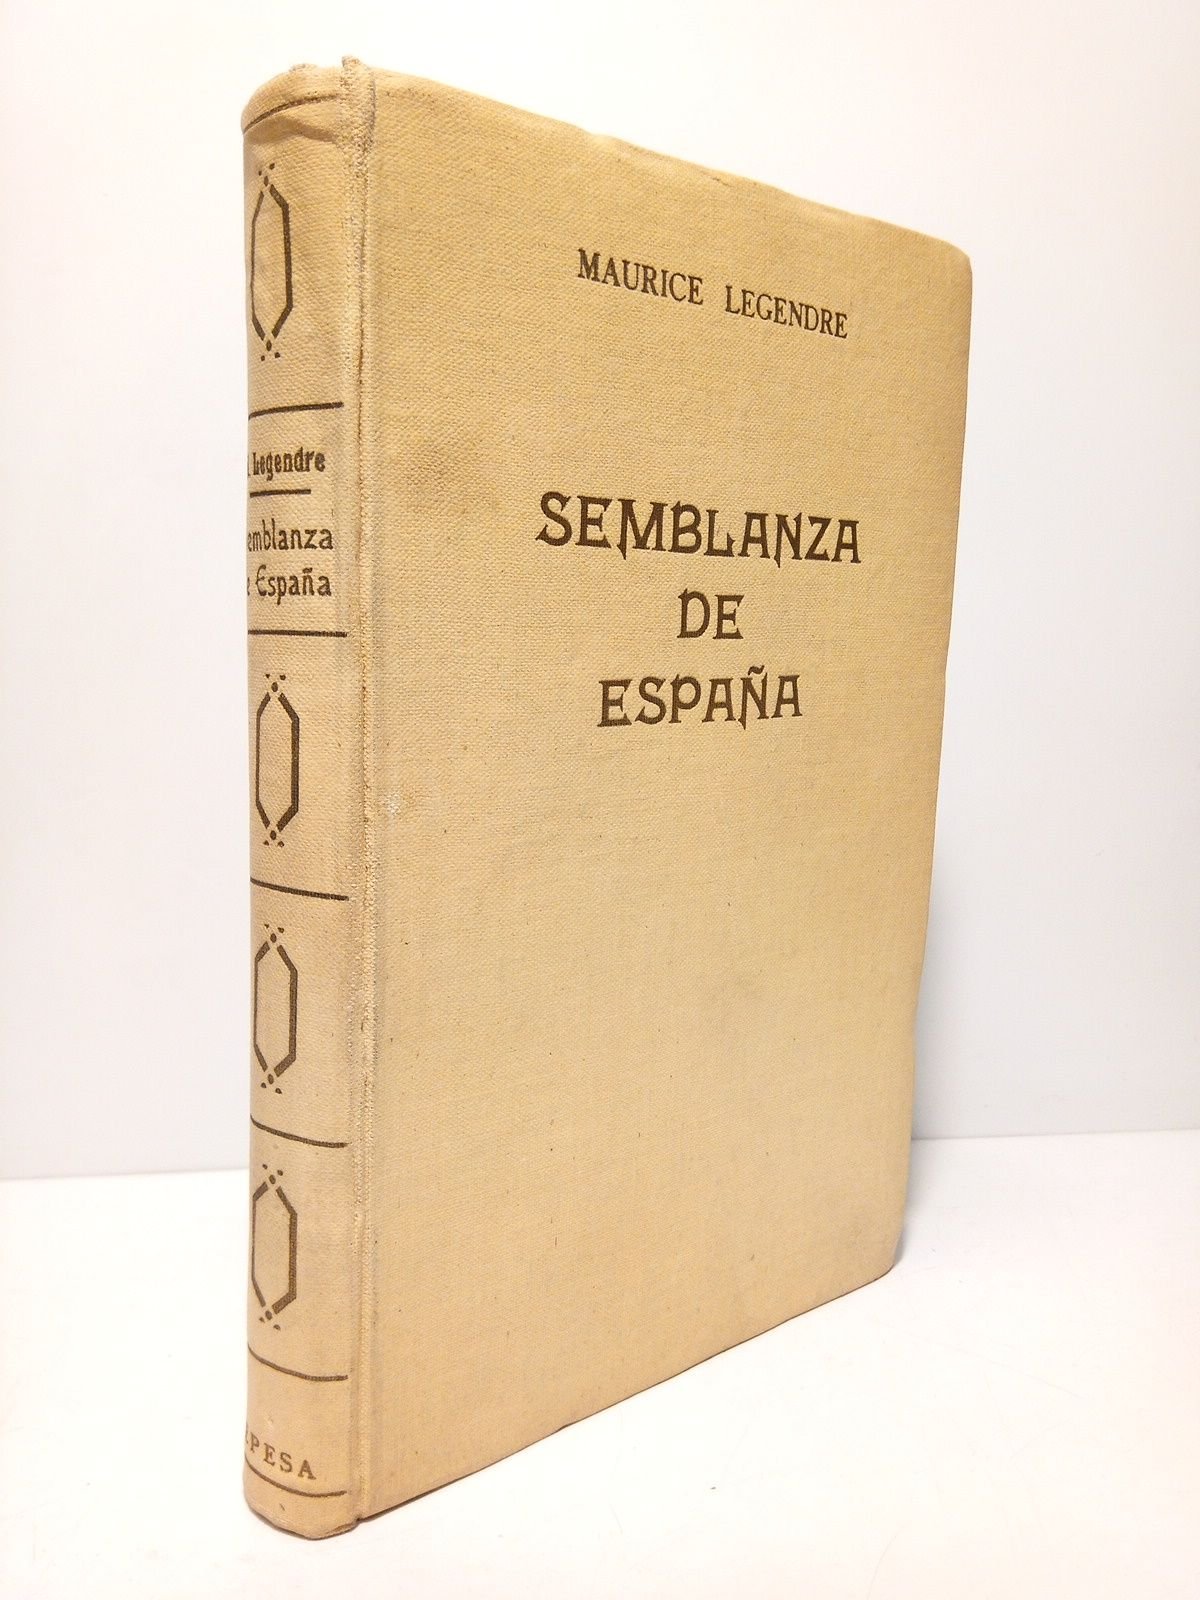 MAURICE LEGENDRE
SEMBLANZA
DE
ESPAÑA
Legendre
emblanza
e España
PESA